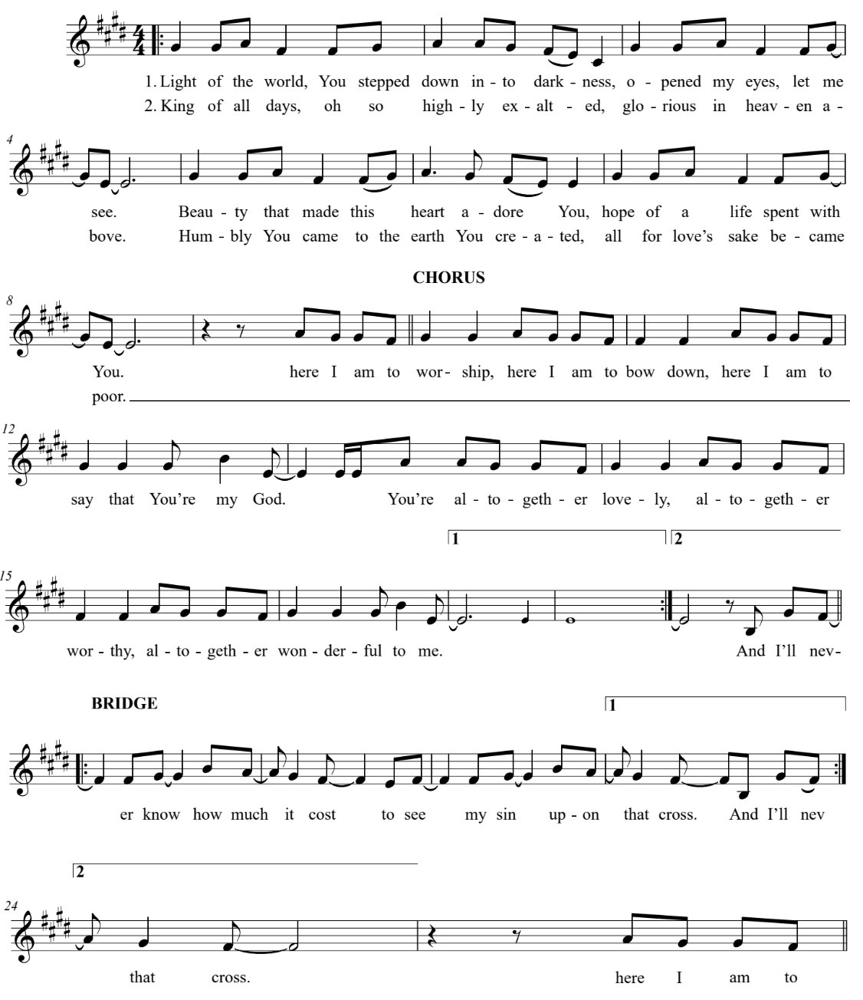 1. Light of the world, You stepped down in - to dark - ness, o - pened my eyes, let me
2. King of all days, oh so high - ly ex - alt - ed, glo - rious in heav - en a -
4
see. Beau - ty that made this heart a - dore You, hope of a life spent with
bove. Hum - bly You came to the earth You cre - a - ted, all for love's sake be - came
CHORUS
8
You. here I am to wor - ship, here I am to bow down, here I am to
poor.
12
say that You're my God. You're al - to - geth - er love - ly, al - to - geth - er
1 2
15
wor - thy, al - to - geth - er won - der - ful to me. And I'll nev-
BRIDGE
1
er know how much it cost to see my sin up - on that cross. And I'll nev
2
24
that cross. here I am to